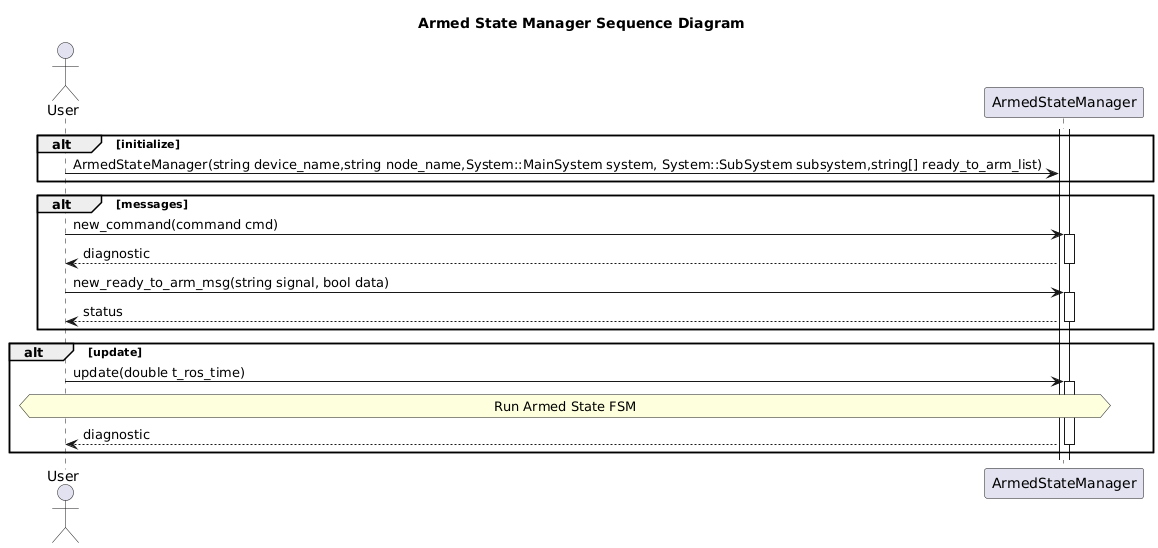 Armed State Manager Sequence Diagram
User
ArmedStateManager
alt [initialize]
ArmedStateManager(string device_name,string node_name,System::MainSystem system, System::SubSystem subsystem,string[] ready_to_arm_list)
alt [messages]
new_command(command cmd)
diagnostic
new_ready_to_arm_msg(string signal, bool data)
status
alt [update]
update(double t_ros_time)
Run Armed State FSM
diagnostic
User
ArmedStateManager